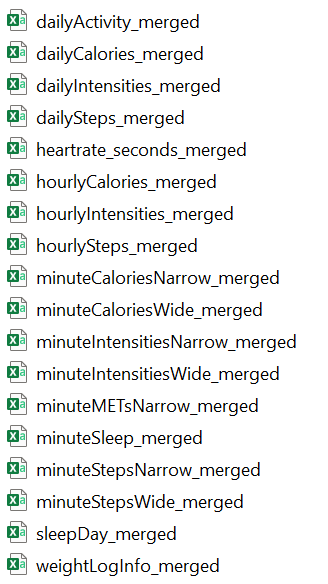 dailyActivity_merged
dailyCalories_merged
dailyIntensities_merged
dailySteps_merged
heartrate_seconds_merged
hourlyCalories_merged
hourlyIntensities_merged
hourlySteps_merged
minuteCaloriesNarrow_merged
minuteCaloriesWide_merged
minuteIntensitiesNarrow_merged
minuteIntensitiesWide_merged
minuteMETsNarrow_merged
minuteSleep_merged
minuteStepsNarrow_merged
minuteStepsWide_merged
sleepDay_merged
weightLogInfo_merged